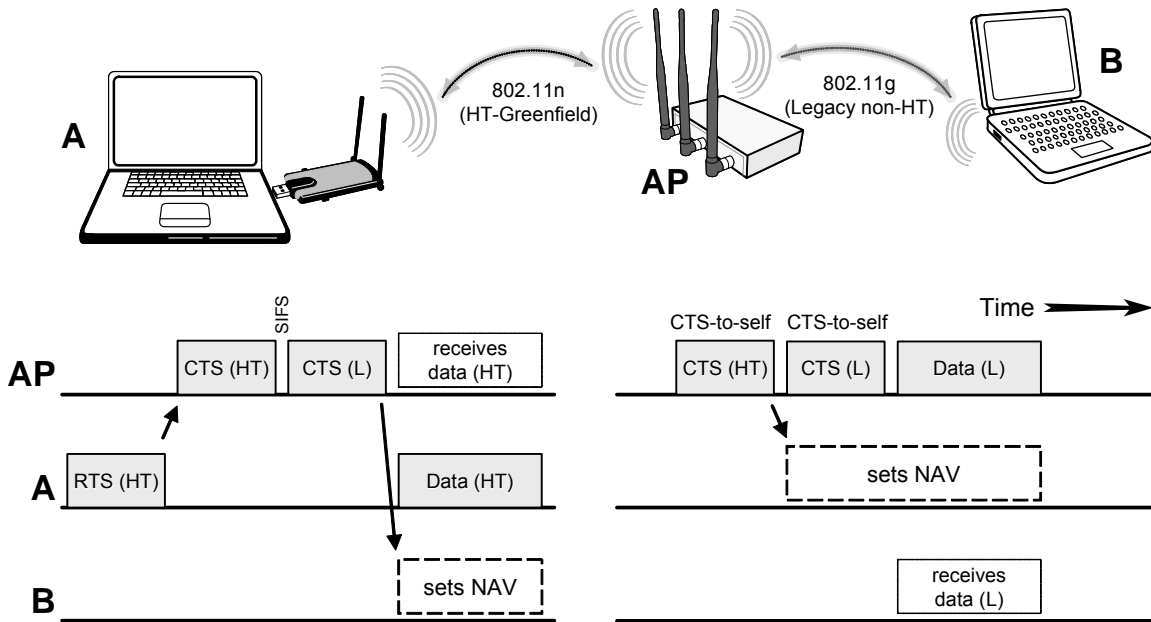 A
802.11n
(HT-Greenfield)
AP
802.11g
(Legacy non-HT)
B
Time
SIFS
CTS-to-self
CTS-to-self
AP
CTS (HT)
CTS (L)
receives
data (HT)
CTS (HT)
CTS (L)
Data (L)
A
RTS (HT)
Data (HT)
sets NAV
B
sets NAV
receives
data (L)